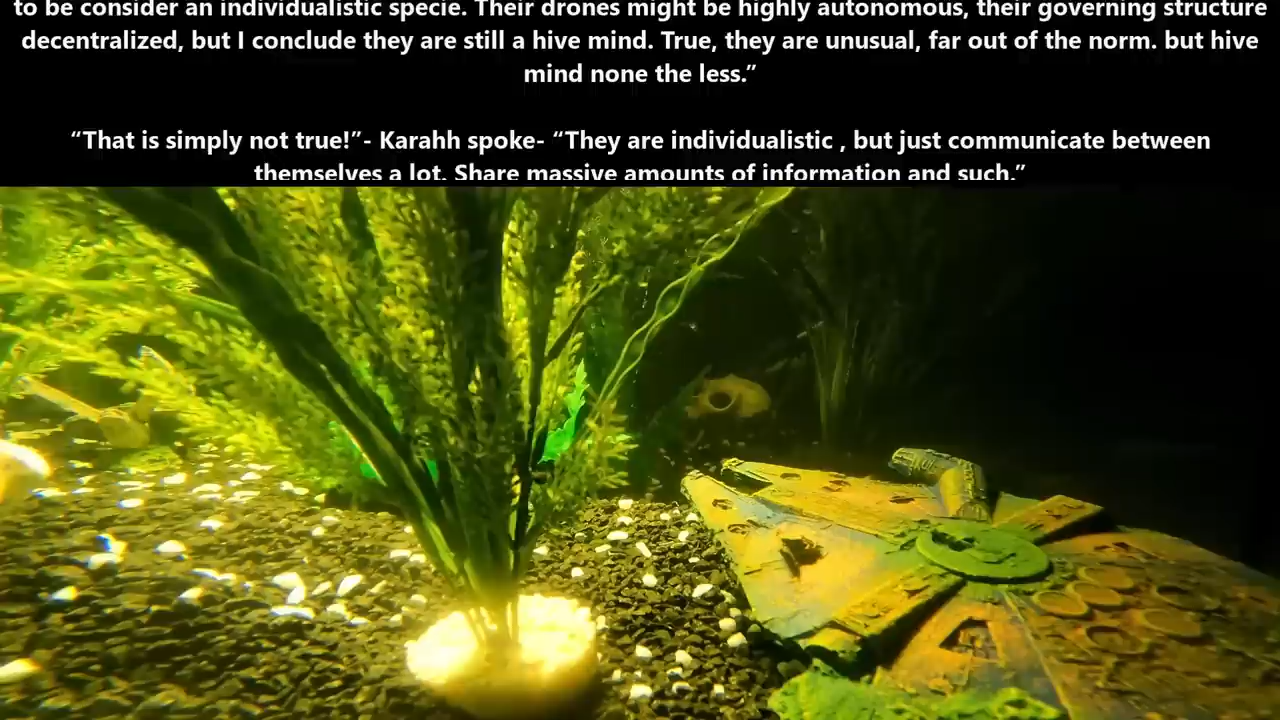 to be consider an individualistic specie. Their drones might be highly autonomous, their governing structure
decentralized, but I conclude they are still a hive mind. True, they are unusual, far out of the norm. but hive
mind none the less.”
“That is simply not true!”- Karahh spoke- “They are individualistic , but just communicate between
themselves a lot. Share massive amounts of information and such.”